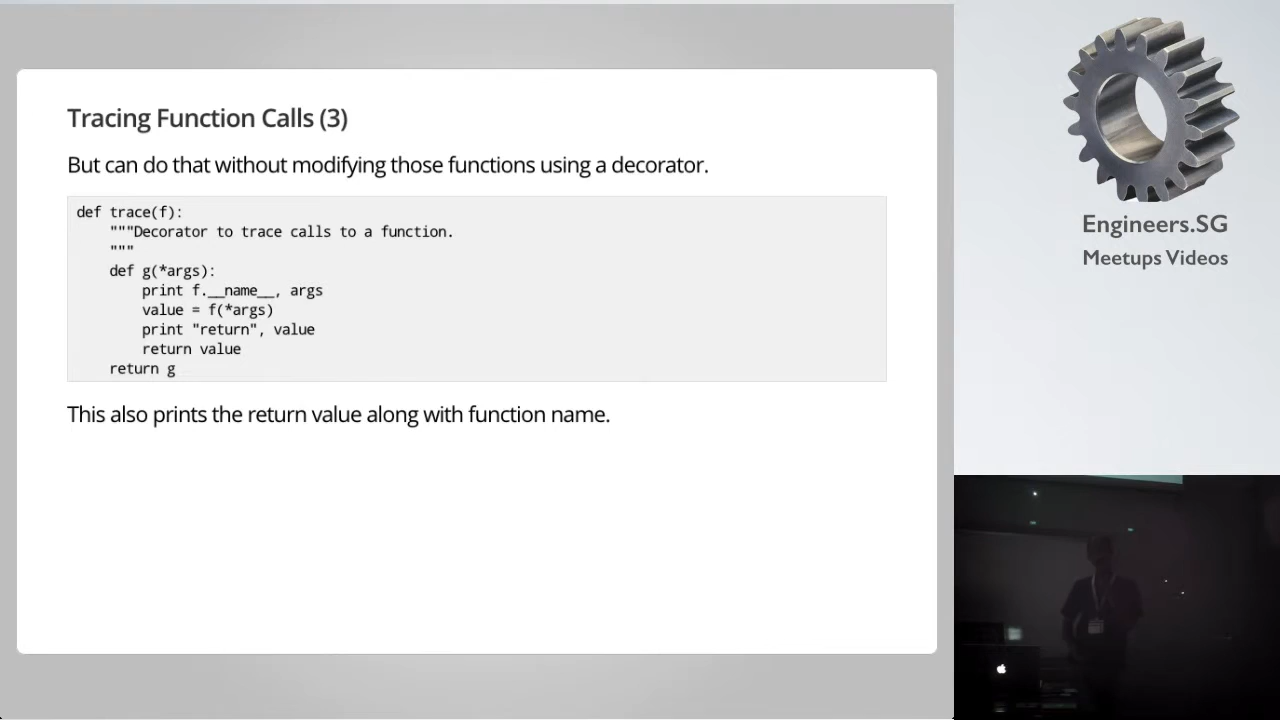 Tracing Function Calls (3)
But can do that without modifying those functions using a decorator.
def trace(f):
    """Decorator to trace calls to a function.
    """
    def g(*args):
        print f.__name__, args
        value = f(*args)
        print "return", value
        return value
    return g
This also prints the return value along with function name.
Engineers.SG
Meetups Videos